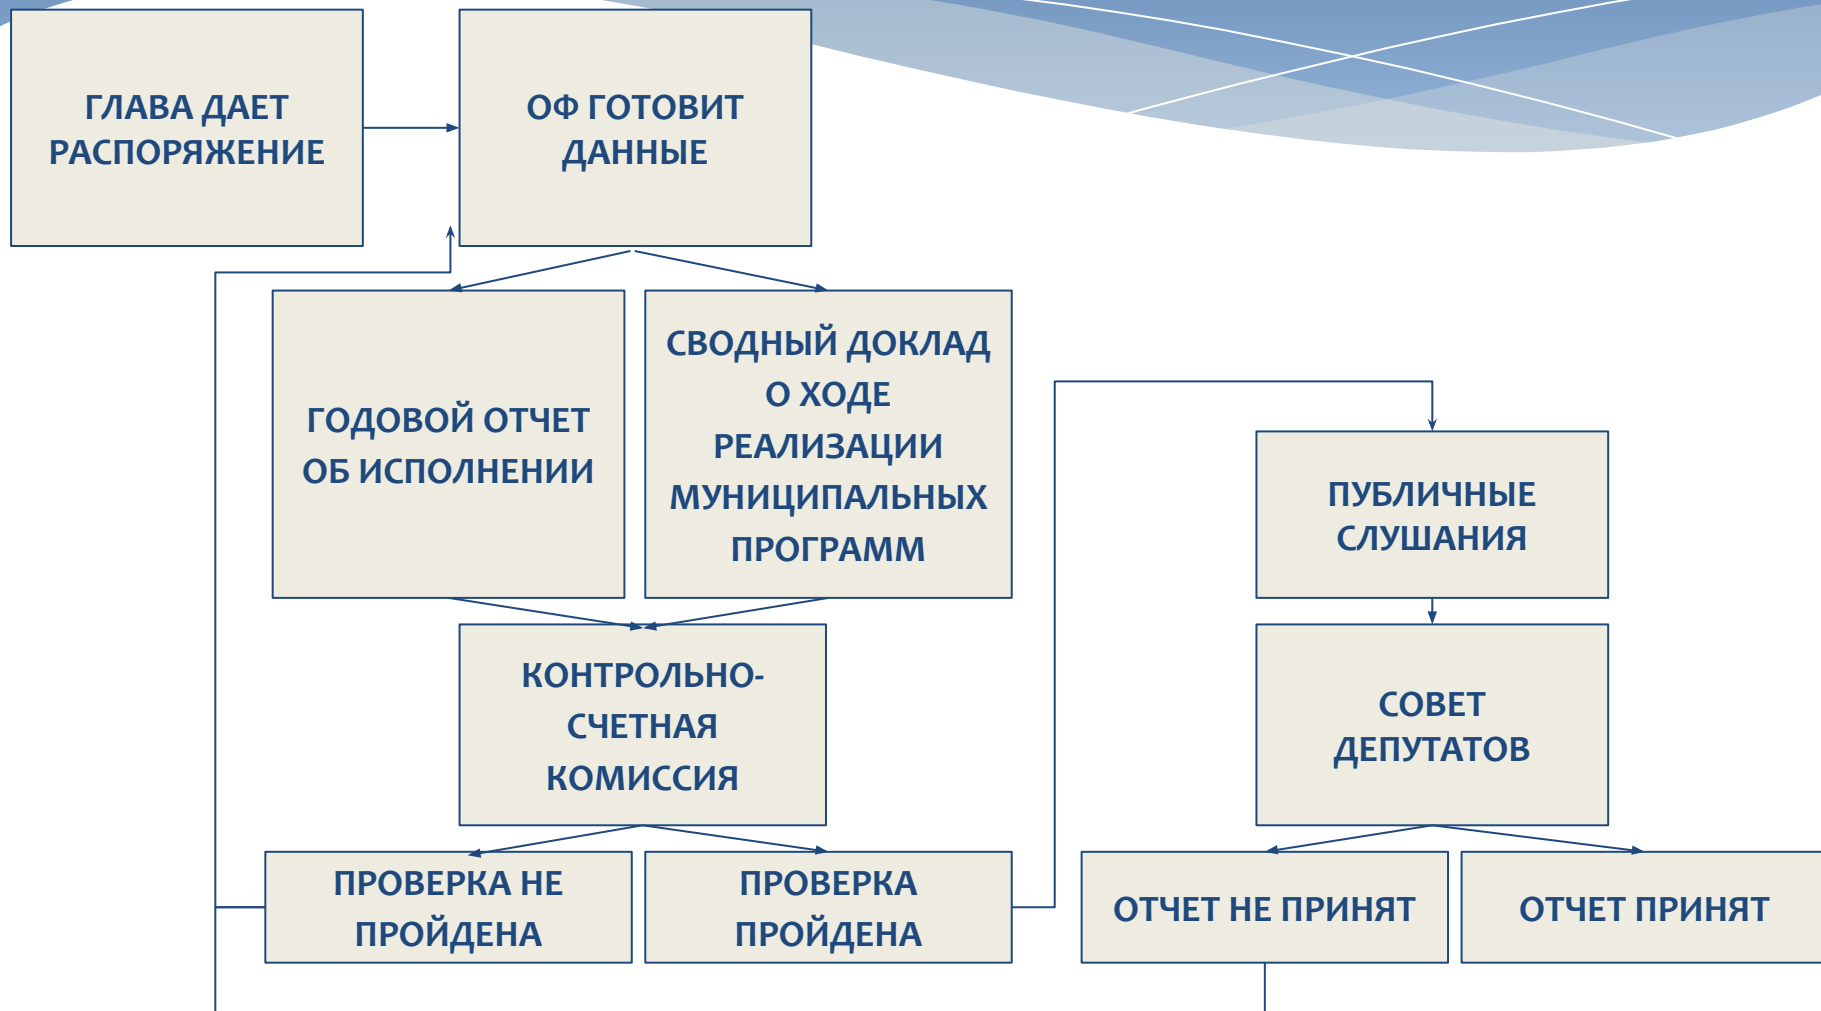 ГЛАВА ДАЕТ
РАСПОРЯЖЕНИЕ
ОФ ГОТОВИТ
ДАННЫЕ
ГОДОВОЙ ОТЧЕТ
ОБ ИСПОЛНЕНИИ
СВОДНЫЙ ДОКЛАД
О ХОДЕ
РЕАЛИЗАЦИИ
МУНИЦИПАЛЬНЫХ
ПРОГРАММ
КОНТРОЛЬНО-
СЧЕТНАЯ
КОМИССИЯ
ПРОВЕРКА НЕ
ПРОЙДЕНА
ПРОВЕРКА
ПРОЙДЕНА
ПУБЛИЧНЫЕ
СЛУШАНИЯ
СОВЕТ
ДЕПУТАТОВ
ОТЧЕТ НЕ ПРИНЯТ
ОТЧЕТ ПРИНЯТ